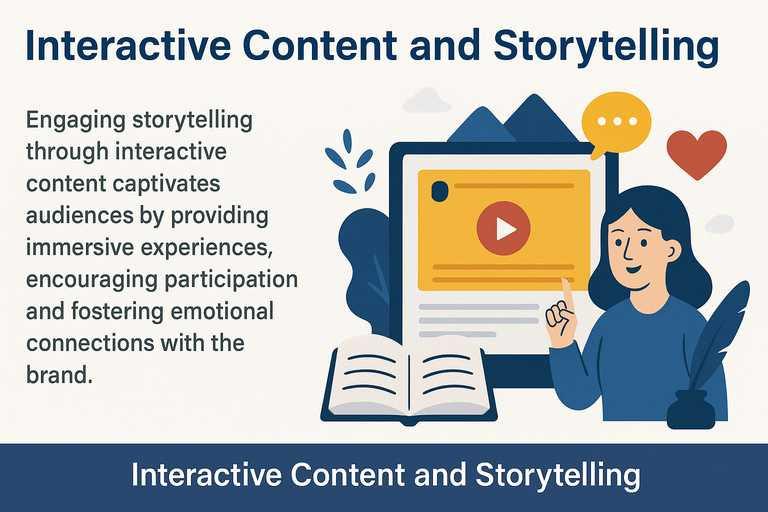 Interactive Content and Storytelling
Engaging storytelling
through interactive
content captivates
audiences by providing
immersive experiences,
encouraging participation
and fostering emotional
connections with the
brand.
Interactive Content and Storytelling